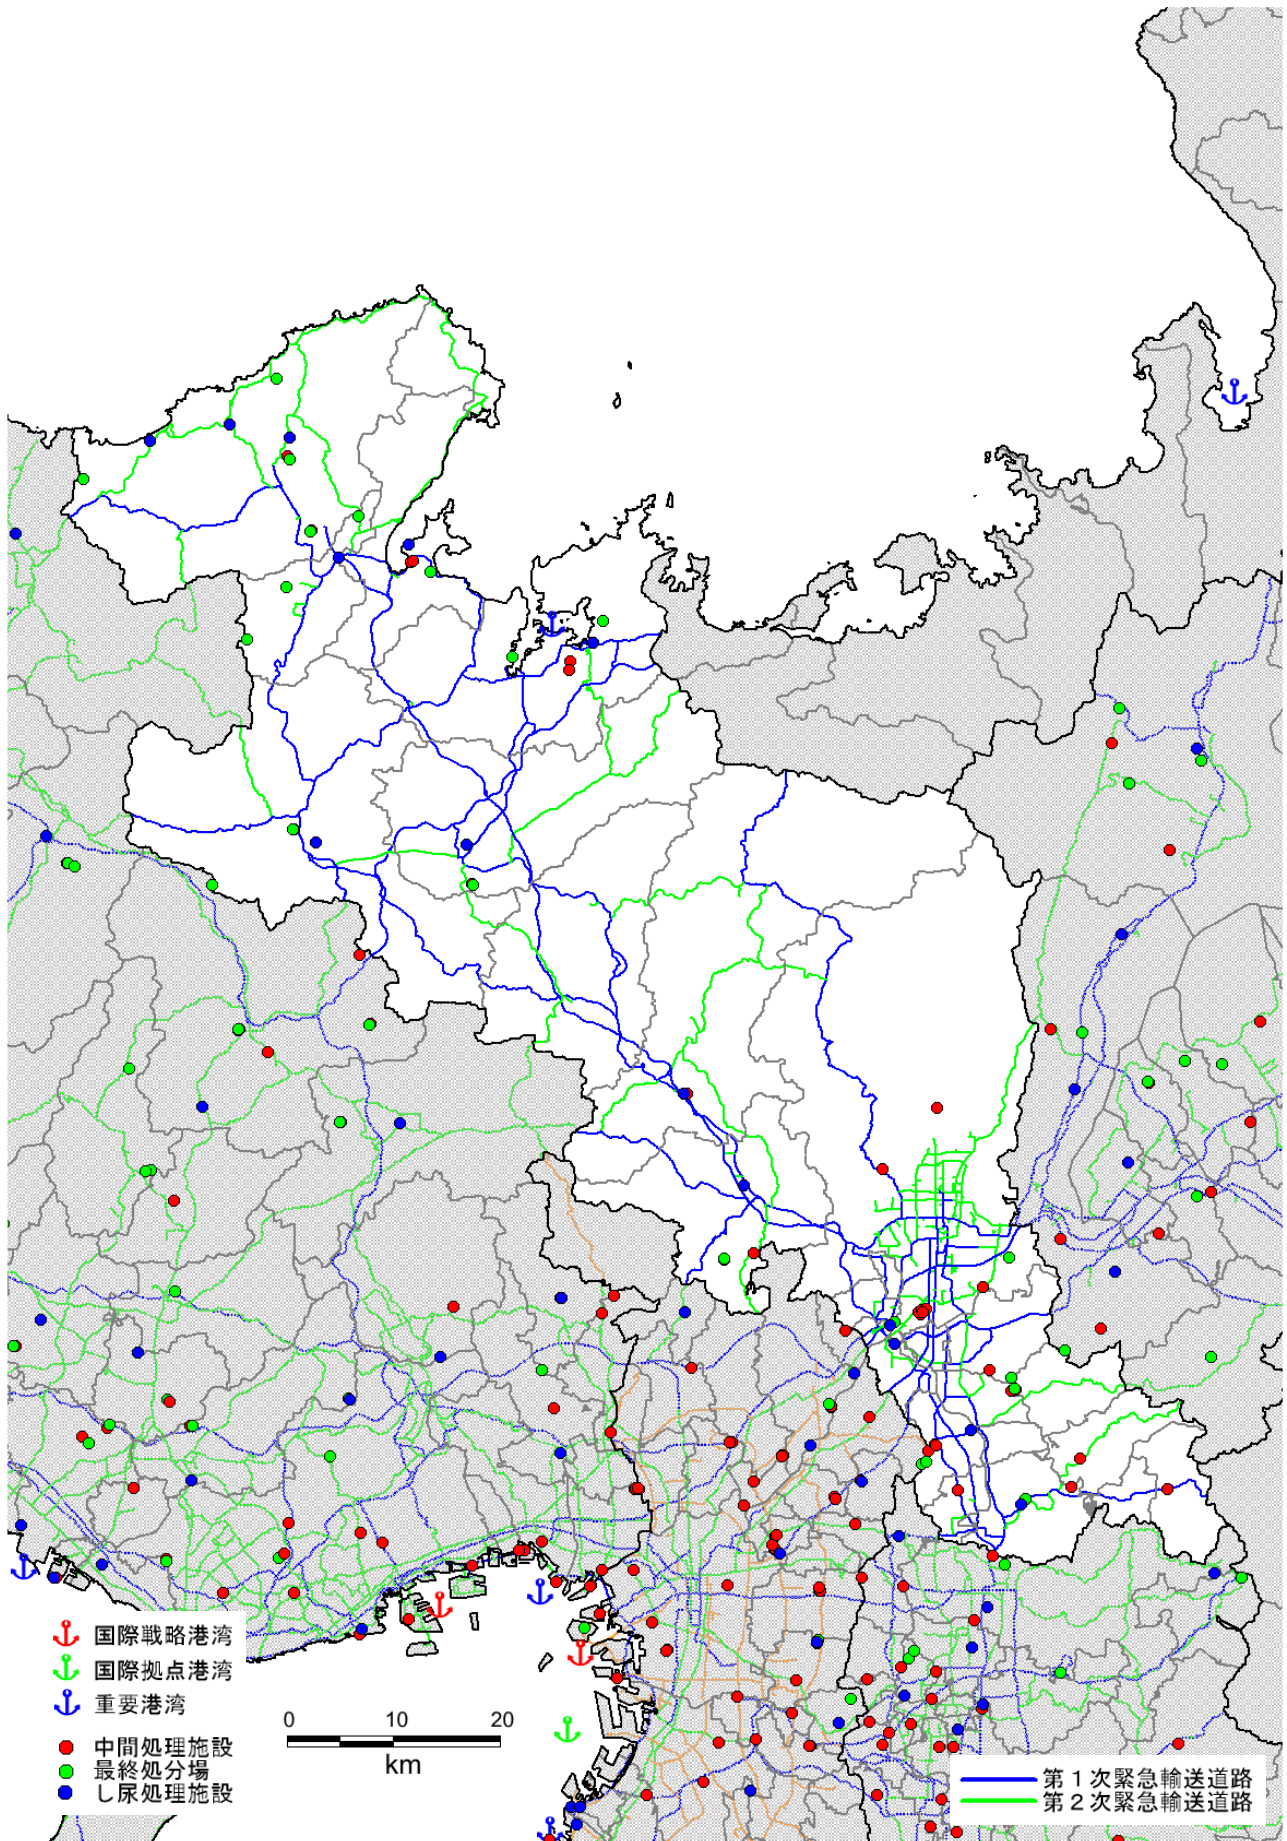 国際戦略港湾
国際拠点港湾
重要港湾
中間処理施設
最終処分場
し尿処理施設
0 10 20
km
第１次緊急輸送道路
第２次緊急輸送道路